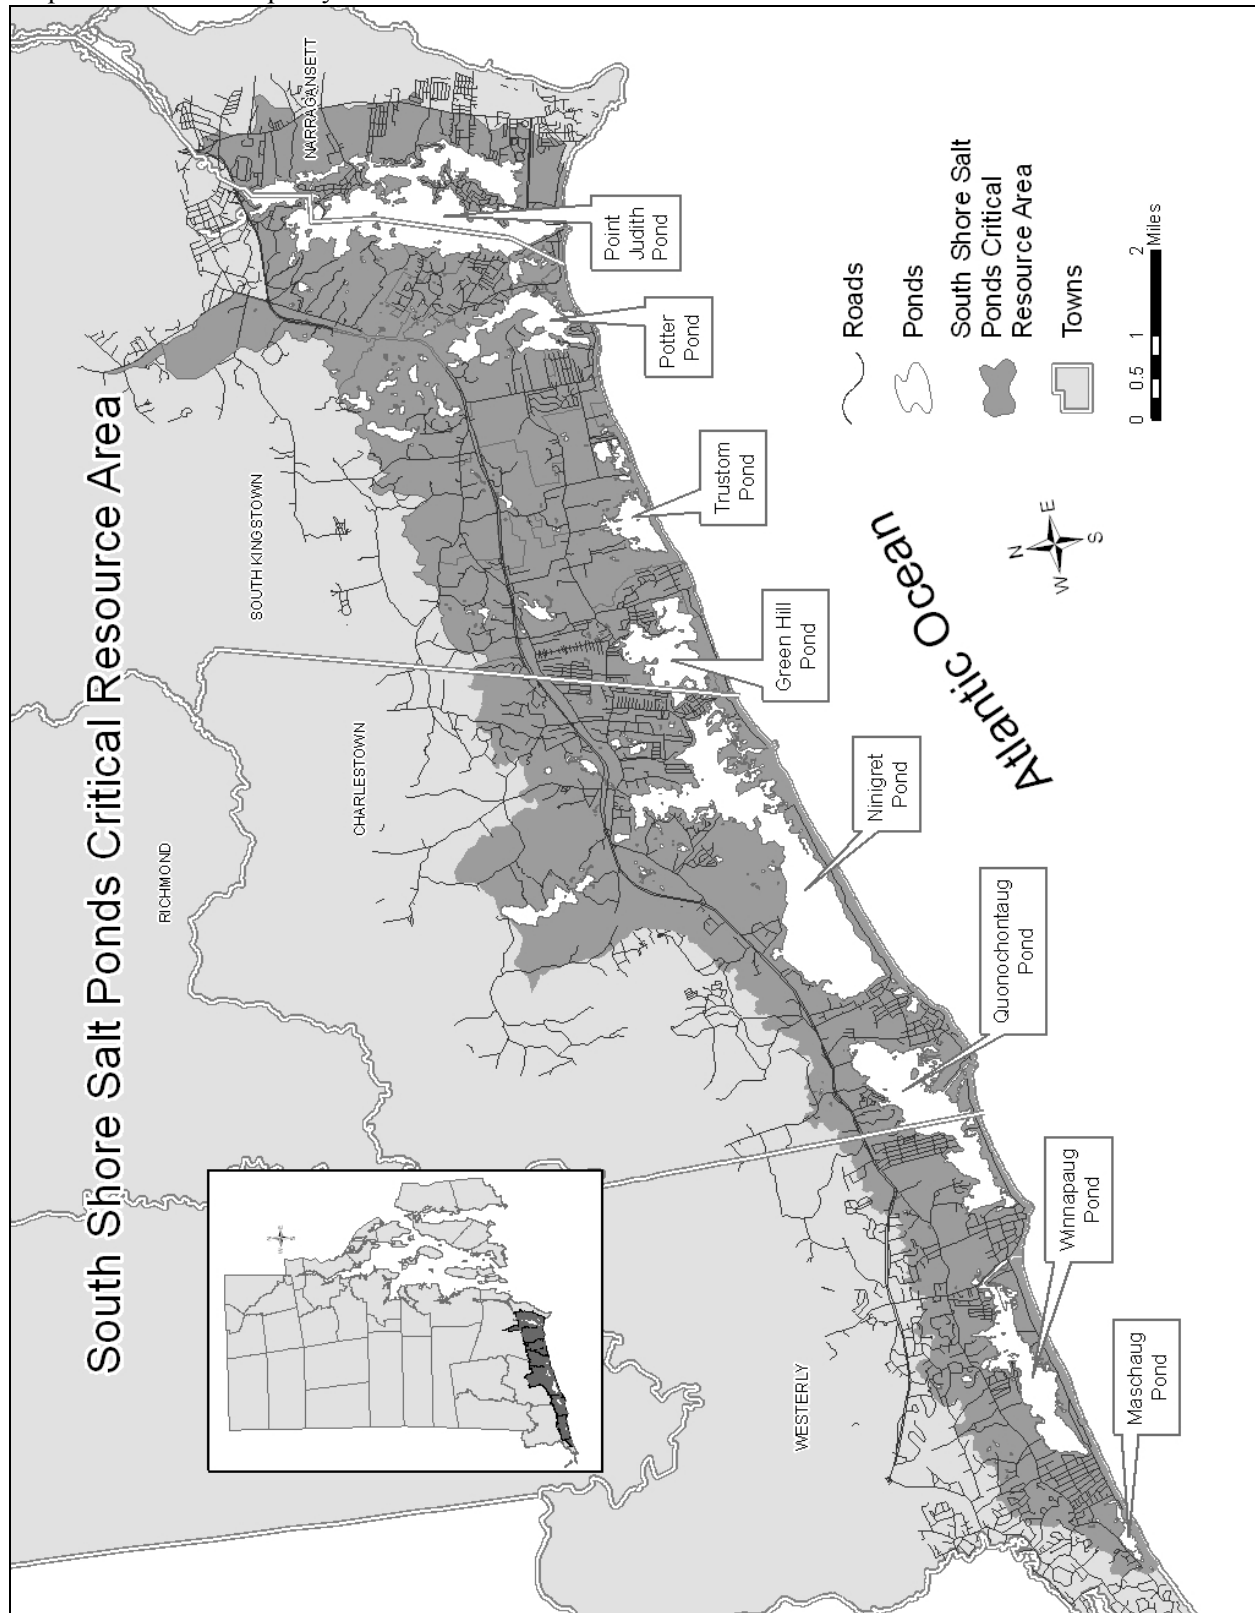 South Shore Salt Ponds Critical Resource Area
RICHMOND
SOUTH KINGSTOWN
NARRAGANSETT
CHARLESTOWN
WESTERLY
Maschaug
Pond
Winnapaug
Pond
Quonochontaug
Pond
Ninigret
Pond
Green Hill
Pond
Trustom
Pond
Potter
Pond
Point
Judith
Pond
Atlantic Ocean
N
W
E
S
Roads
Ponds
South Shore Salt
Ponds Critical
Resource Area
Towns
0 0.5 1 2
Miles